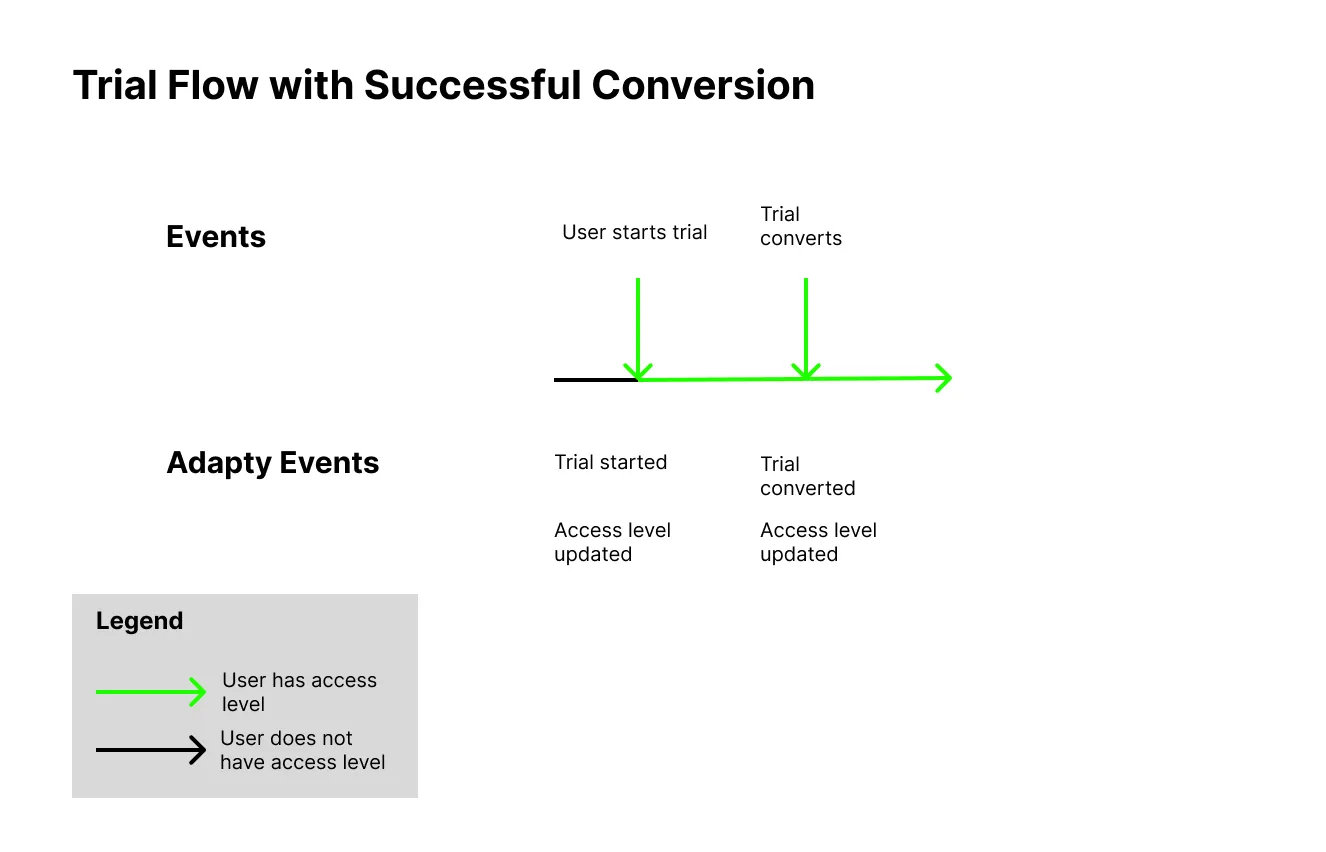 Trial Flow with Successful Conversion
Events
User starts trial
Trial
converts
Adapty Events
Trial started
Trial
converted
Access level
updated
Access level
updated
Legend
User has access
level
User does not
have access level